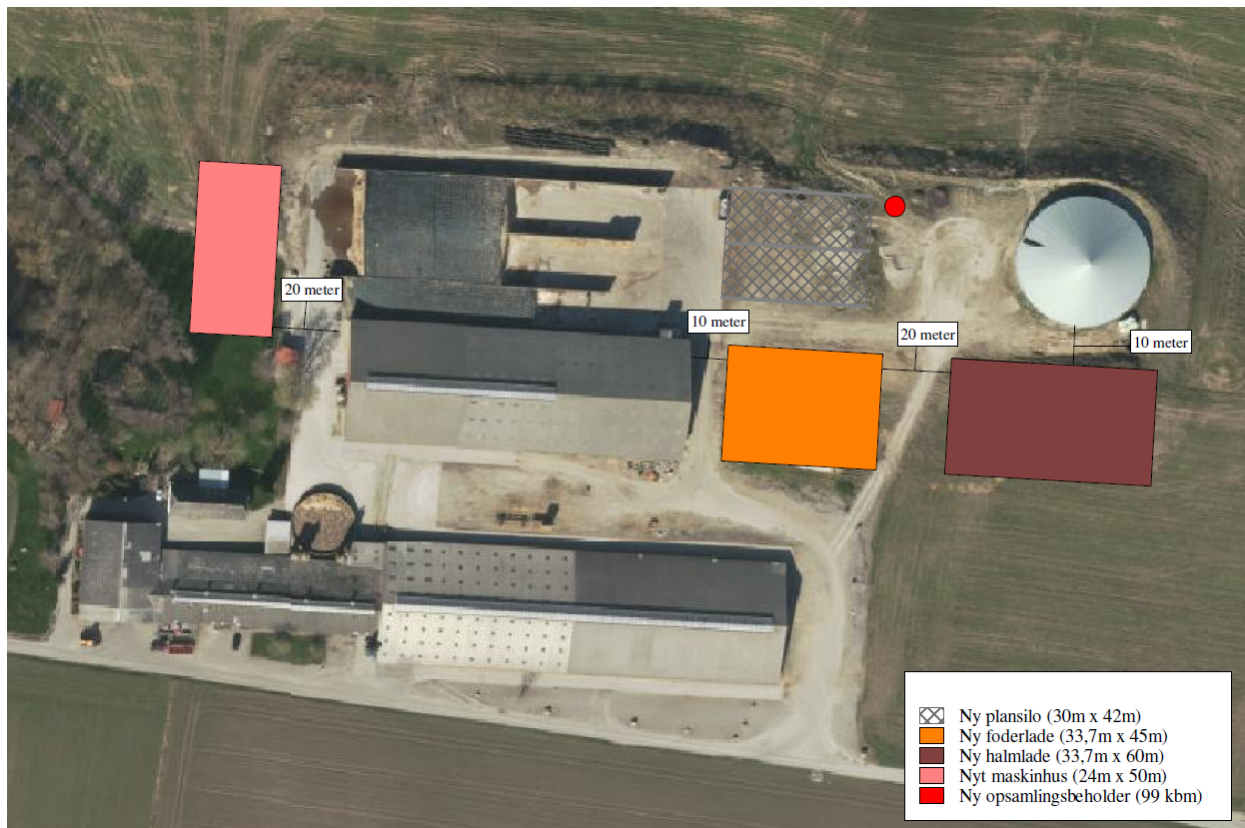 20 meter
10 meter
20 meter
10 meter
Ny plansilo (30m x 42m)
Ny foderlade (33,7m x 45m)
Ny halmlade (33,7m x 60m)
Nyt maskinhus (24m x 50m)
Ny opsamlingsbeholder (99 kbm)